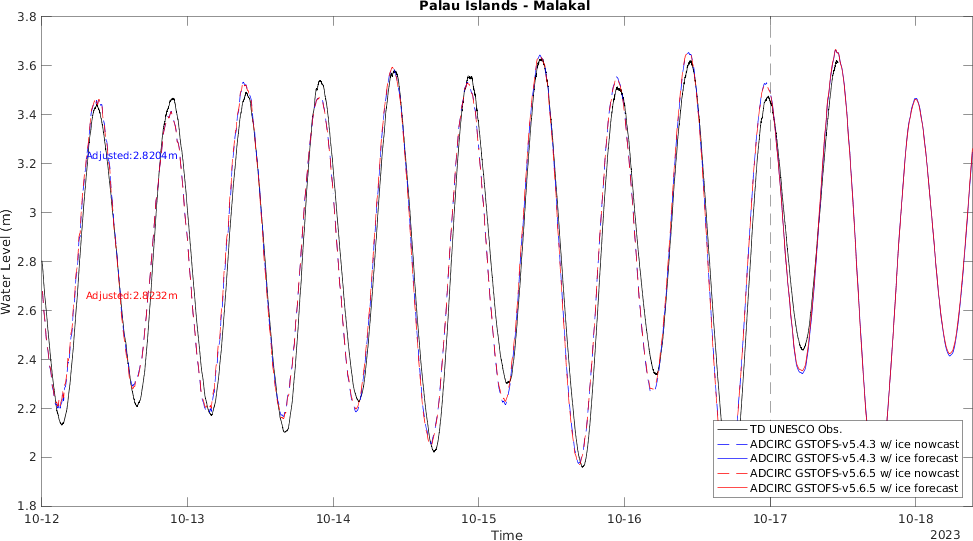 Palau Islands - Malakal
3.8
3.6
3.4
3.2
3
2.8
2.6
2.4
2.2
2
1.8
Water Level (m)
Adjusted:2.8204m
Adjusted:2.8232m
TD UNESCO Obs.
ADCIRC GSTOFS-v5.4.3 w/ ice nowcast
ADCIRC GSTOFS-v5.4.3 w/ ice forecast
ADCIRC GSTOFS-v5.6.5 w/ ice nowcast
ADCIRC GSTOFS-v5.6.5 w/ ice forecast
10-12 10-13 10-14 10-15 10-16 10-17 10-18
Time
2023